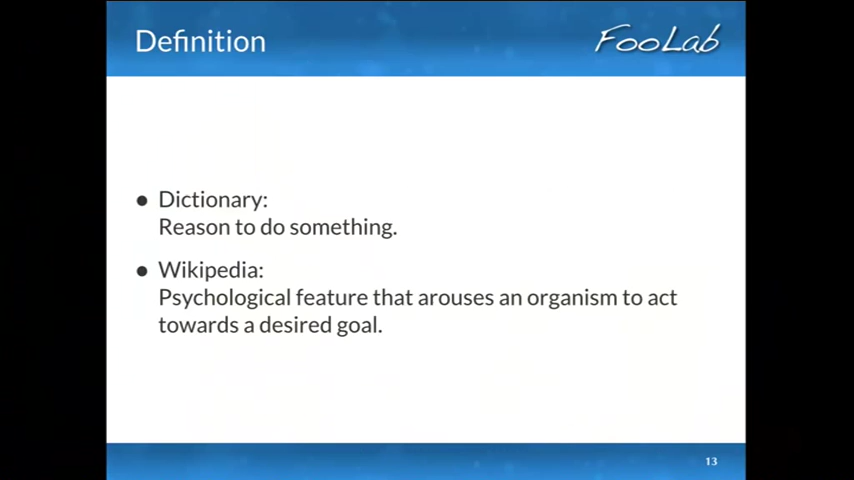 Definition
FooLab
● Dictionary:
Reason to do something.
● Wikipedia:
Psychological feature that arouses an organism to act
towards a desired goal.
13